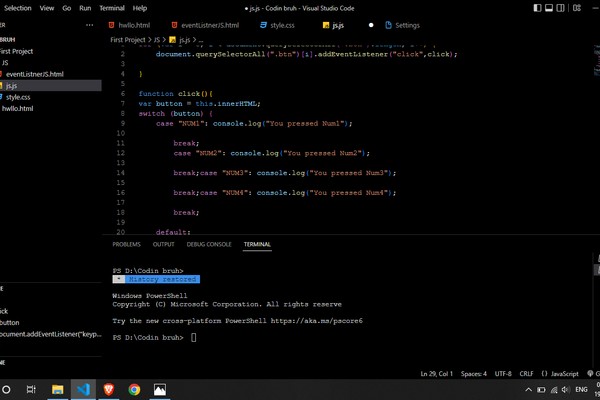 Selection View Go Run Terminal Help
● js.js - Codin bruh - Visual Studio Code
hwllo.html eventListnerJS.html style.css js.js ● Settings
First Project > JS > js.js > ...
BRUH
First Project
JS
eventListnerJS.html
js.js
style.css
hwllo.html
2 document.querySelectorAll(".btn")[i].addEventListener("click",click);
3
4 }
5
6 function click(){
7 var button = this.innerHTML;
8 switch (button) {
9 case "NUM1": console.log("You pressed Num1");
10
11 break;
12 case "NUM2": console.log("You pressed Num2");
13
14 break;case "NUM3": console.log("You pressed Num3");
15
16 break;case "NUM4": console.log("You pressed Num4");
17
18 break;
19
20 default:
PROBLEMS OUTPUT DEBUG CONSOLE TERMINAL
PS D:\Codin bruh>
* History restored
Windows PowerShell
Copyright (C) Microsoft Corporation. All rights reserve
Try the new cross-platform PowerShell https://aka.ms/pscore6
PS D:\Codin bruh>
button
document.addEventListener("keyp...
Ln 29, Col 1 Spaces: 4 UTF-8 CRLF {} JavaScript
ENG